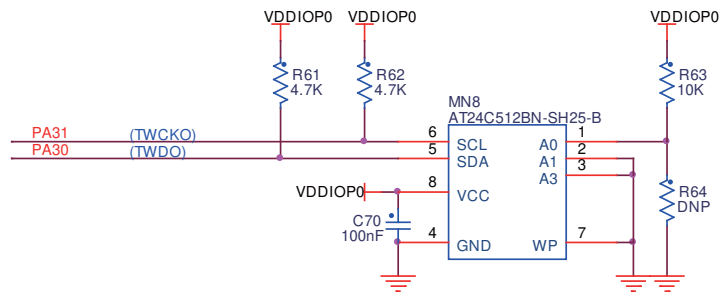 VDDIOP0 VDDIOP0 VDDIOP0
R61
4.7K
R62
4.7K
R63
10K
MN8
AT24C512BN-SH25-B
PA31 (TWCKO) 6 SCL A0 1
PA30 (TWDO) 5 SDA A1 2
A3 3
VDDIOP0 8 VCC
R64
DNP
C70
100nF
4 GND WP 7